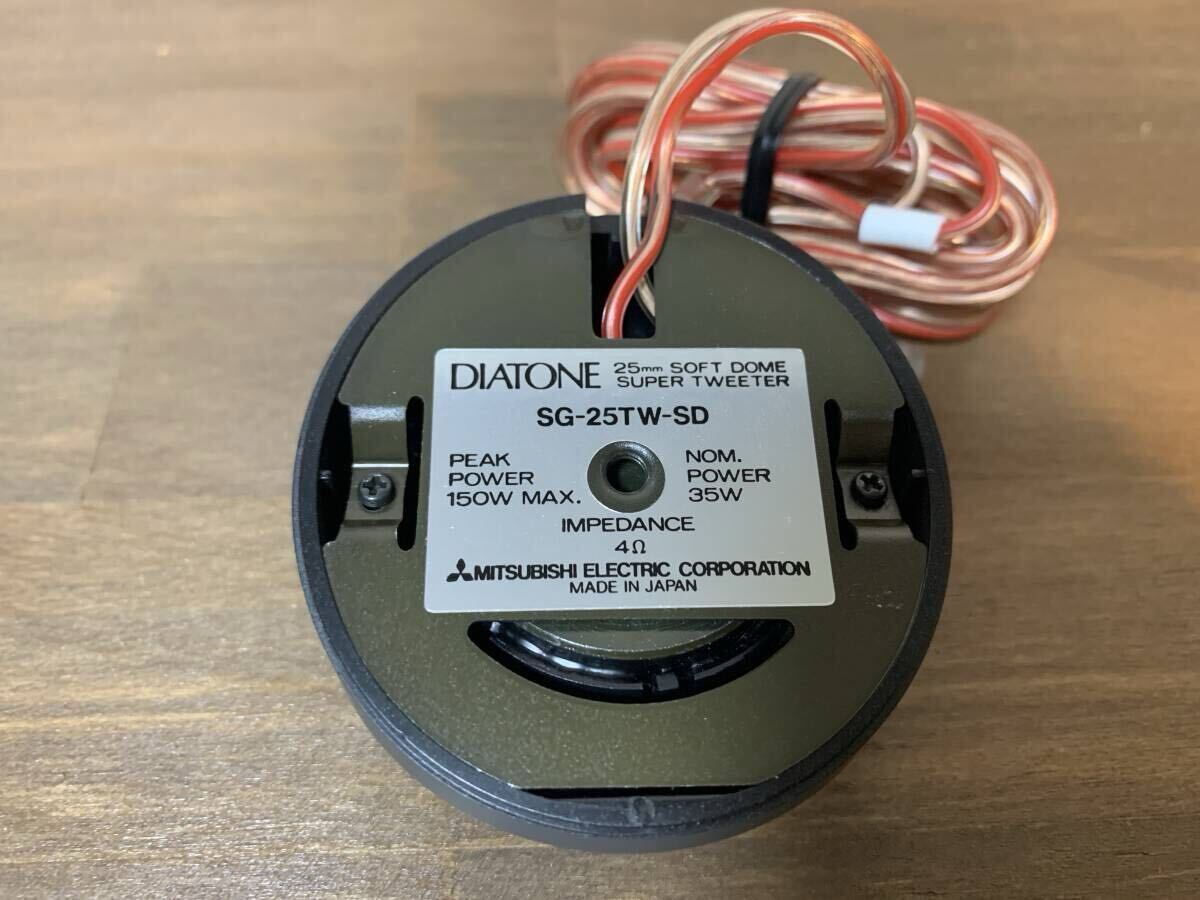 DIATONE 25mm SOFT DOME
SUPER TWEETER
SG-25TW-SD
PEAK
POWER
150W MAX.
NOM.
POWER
35W
IMPEDANCE
4Ω
MITSUBISHI ELECTRIC CORPORATION
MADE IN JAPAN